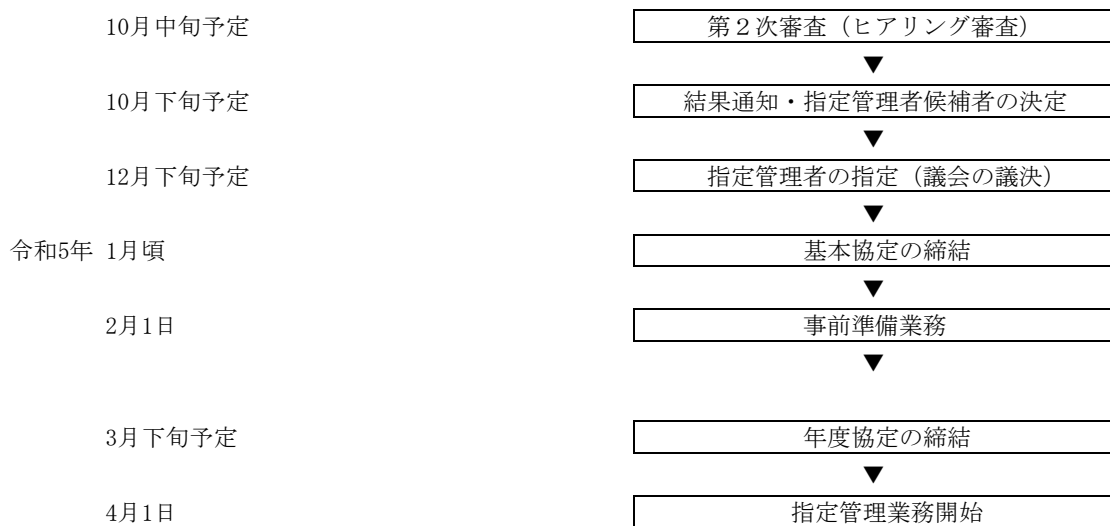 10月中旬予定 第２次審査（ヒアリング審査）
▼
10月下旬予定 結果通知・指定管理者候補者の決定
▼
12月下旬予定 指定管理者の指定（議会の議決）
▼
令和5年 1月頃 基本協定の締結
▼
2月1日 事前準備業務
▼
3月下旬予定 年度協定の締結
▼
4月1日 指定管理業務開始